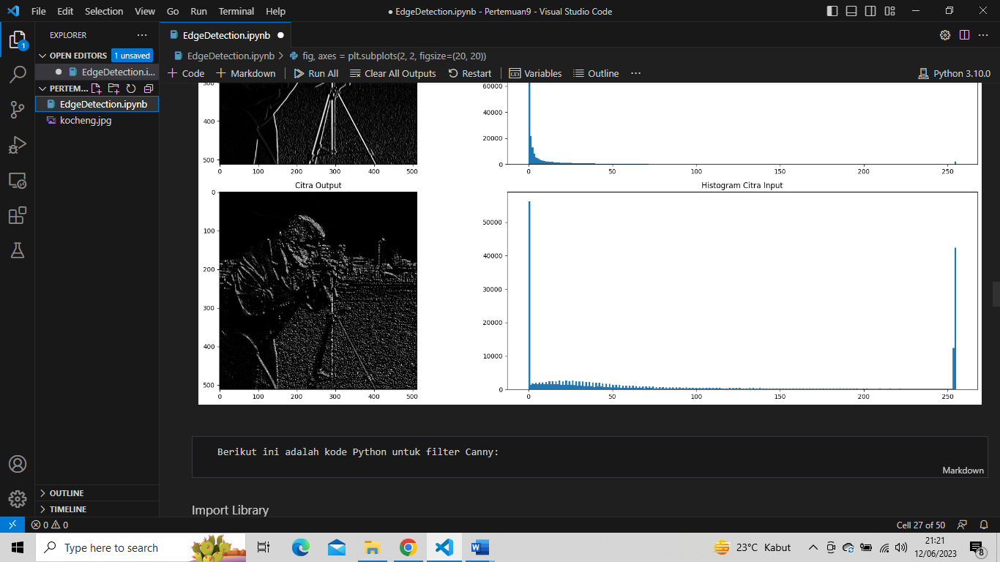 File Edit Selection View Go Run Terminal Help
● EdgeDetection.ipynb - Pertemuan9 - Visual Studio Code
EXPLORER
EdgeDetection.ipynb
1
OPEN EDITORS 1 unsaved
EdgeDetection.ipynb > fig, axes = plt.subplots(2, 2, figsize=(20, 20))
EdgeDetection.i...
+ Code + Markdown Run All Clear All Outputs Restart Variables Outline ... Python 3.10.0
PERTEM...
EdgeDetection.ipynb
kocheng.jpg
300
400
500
0 100 200 300 400 500
60000
40000
20000
0
0 50 100 150 200 250
Citra Output
0
100
200
300
400
500
0 100 200 300 400 500
Histogram Citra Input
50000
40000
30000
20000
10000
0
0 50 100 150 200 250
Berikut ini adalah kode Python untuk filter Canny:
Markdown
Import Library
OUTLINE
TIMELINE
0 0
Cell 27 of 50
Type here to search
23°C Kabut
21:21
12/06/2023
8